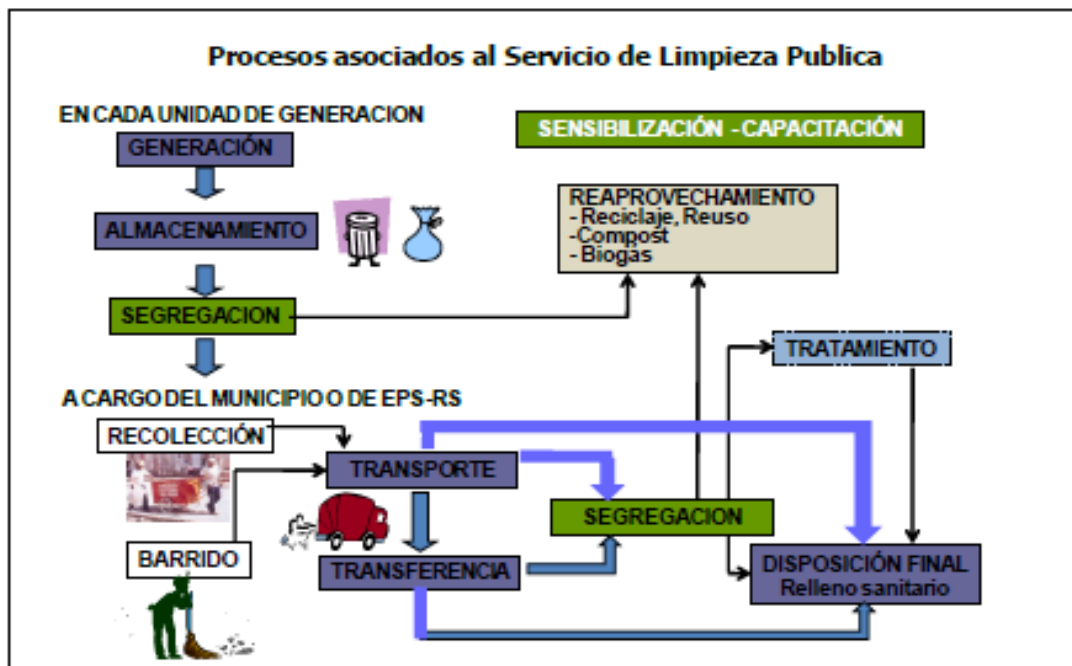 Procesos asociados al Servicio de Limpieza Publica
EN CADA UNIDAD DE GENERACION
SENSIBILIZACIÓN - CAPACITACIÓN
GENERACIÓN
REAPROVECHAMIENTO
- Reciclaje, Reuso
-Compost
- Biogás
ALMACENAMIENTO
SEGREGACION
TRATAMIENTO
A CARGO DEL MUNICIPIO O DE EPS-RS
RECOLECCIÓN
TRANSPORTE
SEGREGACION
BARRIDO
TRANSFERENCIA
DISPOSICIÓN FINAL
Relleno sanitario